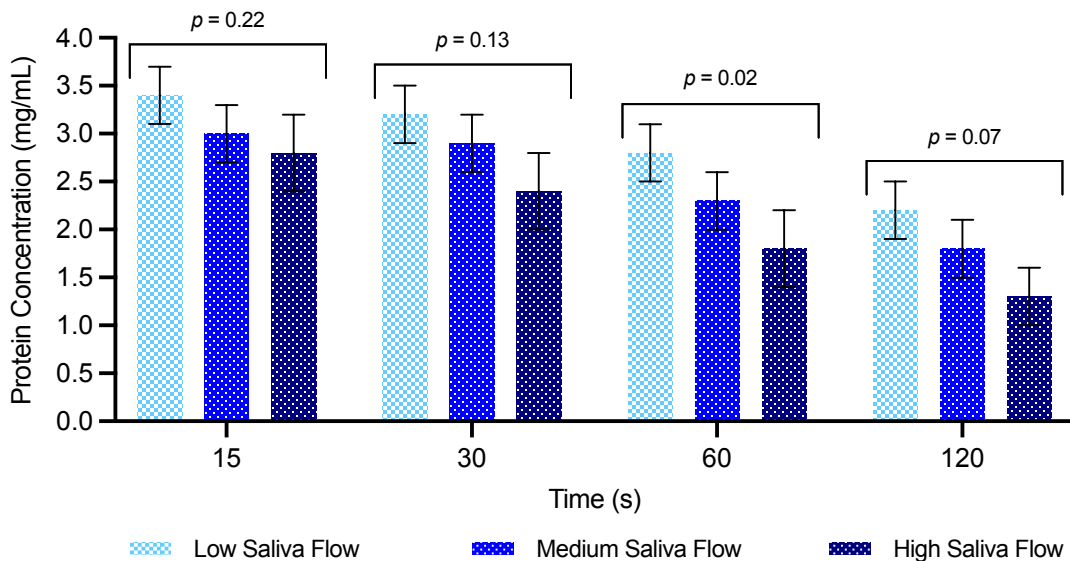 p = 0.22
p = 0.13
p = 0.02
p = 0.07
Protein Concentration (mg/mL)
4.0
3.5
3.0
2.5
2.0
1.5
1.0
0.5
0.0
15 30 60 120
Time (s)
Low Saliva Flow Medium Saliva Flow High Saliva Flow